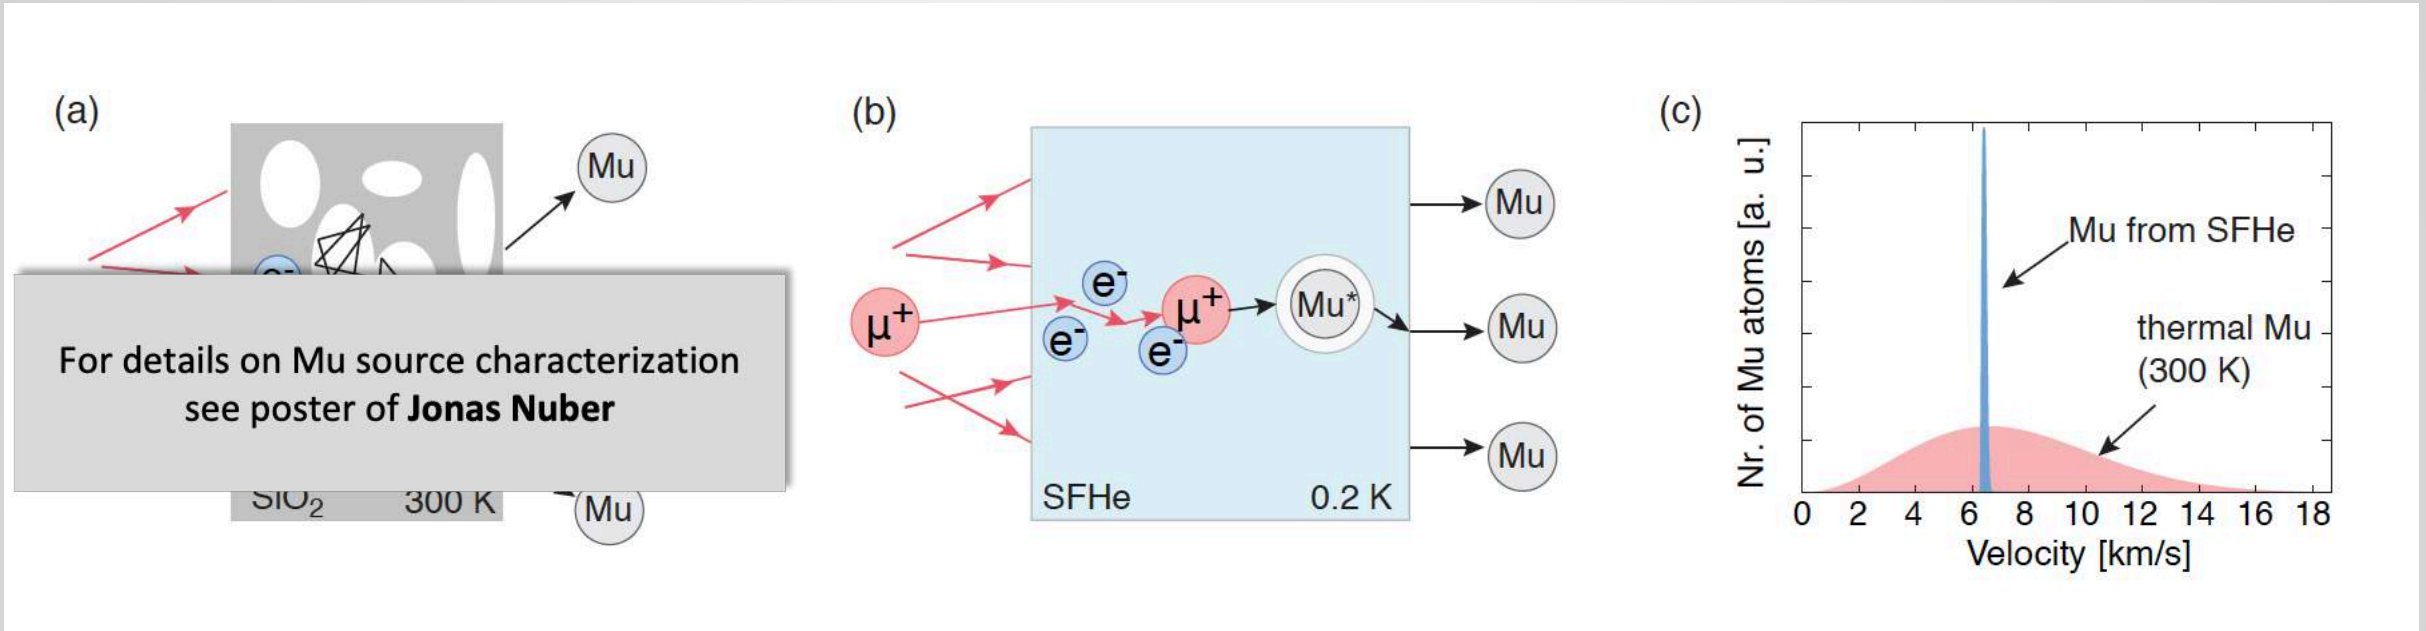 (a)
Mu
e-
For details on Mu source characterization
see poster of Jonas Nuber
SiO2 300 K
Mu
(b)
μ+
e-
e-
e-
μ+
Mu*
Mu
Mu
Mu
SFHe 0.2 K
(c)
Nr. of Mu atoms [a. u.]
Mu from SFHe
thermal Mu
(300 K)
0 2 4 6 8 10 12 14 16 18
Velocity [km/s]